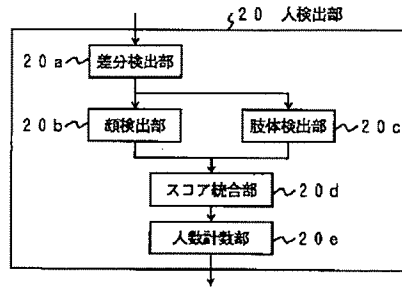 20 人検出部
20a 差分検出部
20b 顔検出部 肢体検出部 20c
スコア統合部 20d
人数計数部 20e